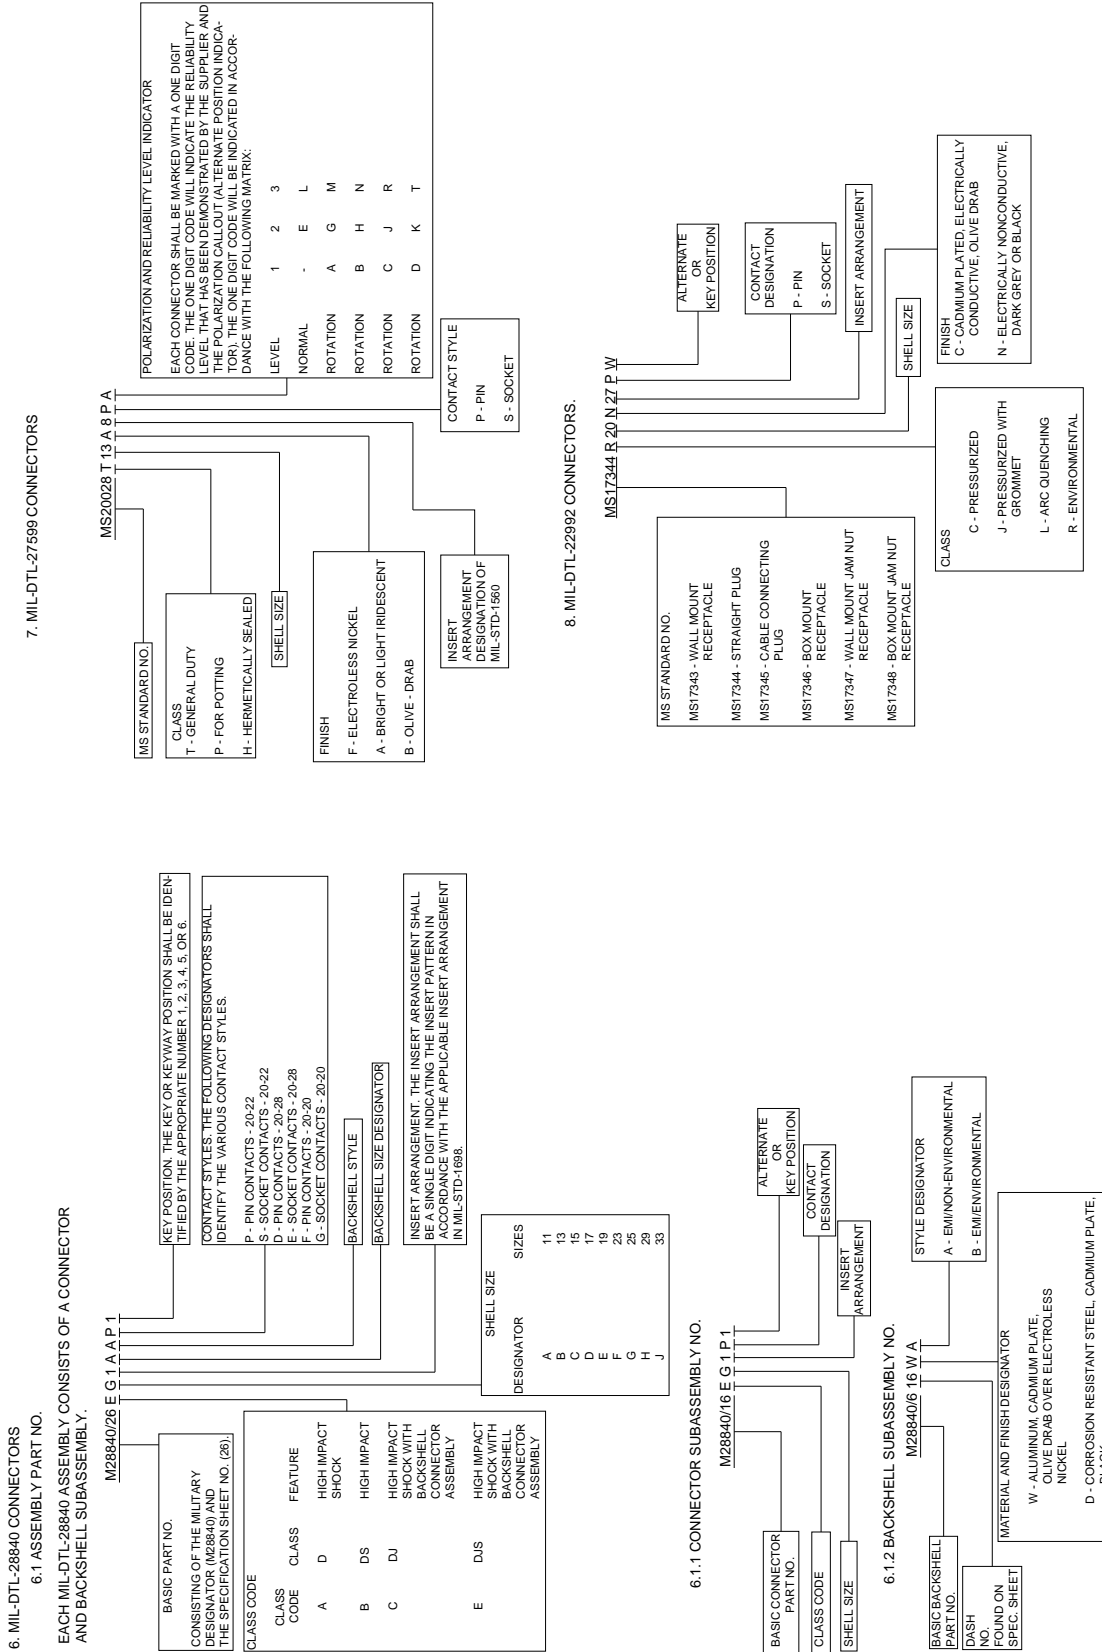 6. MIL-DTL-28840 CONNECTORS
6.1 ASSEMBLY PART NO.
EACH MIL-DTL-28840 ASSEMBLY CONSISTS OF A CONNECTOR
AND BACKSHELL SUBASSEMBLY.
M28840/26 E G 1 A A P 1
BASIC PART NO.
CONSISTING OF THE MILITARY
DESIGNATOR (M28840) AND
THE SPECIFICATION SHEET NO. (26).
CLASS CODE
CLASS CODE CLASS FEATURE
A D HIGH IMPACT
SHOCK
B DS HIGH IMPACT
C DJ HIGH IMPACT
SHOCK WITH
BACKSHELL
CONNECTOR
ASSEMBLY
E DJS HIGH IMPACT
SHOCK WITH
BACKSHELL
CONNECTOR
ASSEMBLY
KEY POSITION. THE KEY OR KEYWAY POSITION SHALL BE IDEN-
TIFIED BY THE APPROPRIATE NUMBER 1, 2, 3, 4, 5, OR 6.
CONTACT STYLES. THE FOLLOWING DESIGNATORS SHALL
IDENTIFY THE VARIOUS CONTACT STYLES.
P - PIN CONTACTS - 20-22
S - SOCKET CONTACTS - 20-22
D - PIN CONTACTS - 20-28
E - SOCKET CONTACTS - 20-28
F - PIN CONTACTS - 20-20
G - SOCKET CONTACTS - 20-20
BACKSHELL STYLE
BACKSHELL SIZE DESIGNATOR
INSERT ARRANGEMENT. THE INSERT ARRANGEMENT SHALL
BE A SINGLE DIGIT INDICATING THE INSERT PATTERN IN
ACCORDANCE WITH THE APPLICABLE INSERT ARRANGEMENT
IN MIL-STD-1698.
SHELL SIZE
DESIGNATOR SIZES
A 11
B 13
C 15
D 17
E 19
F 23
G 25
H 29
J 33
6.1.1 CONNECTOR SUBASSEMBLY NO.
M28840/16 E G 1 P 1
BASIC CONNECTOR
PART NO.
CLASS CODE
SHELL SIZE
ALTERNATE
OR
KEY POSITION
CONTACT
DESIGNATION
INSERT
ARRANGEMENT
6.1.2 BACKSHELL SUBASSEMBLY NO.
M28840/6 16 W A
BASIC BACKSHELL
PART NO.
DASH
NO.
FOUND ON
SPEC. SHEET
STYLE DESIGNATOR
A - EMI/NON-ENVIRONMENTAL
B - EMI/ENVIRONMENTAL
MATERIAL AND FINISH DESIGNATOR
W - ALUMINUM, CADMIUM PLATE,
OLIVE DRAB OVER ELECTROLESS
NICKEL
D - CORROSION RESISTANT STEEL, CADMIUM PLATE,
7. MIL-DTL-27599 CONNECTORS
MS20028 T 13 A 8 P A
MS STANDARD NO.
CLASS
T - GENERAL DUTY
P - FOR POTTING
H - HERMETICALLY SEALED
SHELL SIZE
FINISH
F - ELECTROLESS NICKEL
A - BRIGHT OR LIGHT IRIDESCENT
B - OLIVE - DRAB
INSERT
ARRANGEMENT
DESIGNATION OF
MIL-STD-1560
POLARIZATION AND RELIABILITY LEVEL INDICATOR
EACH CONNECTOR SHALL BE MARKED WITH A ONE DIGIT
CODE. THE ONE DIGIT CODE WILL INDICATE THE RELIABILITY
LEVEL THAT HAS BEEN DEMONSTRATED BY THE SUPPLIER AND
THE POLARIZATION CALLOUT (ALTERNATE POSITION INDICA-
TOR). THE ONE DIGIT CODE WILL BE INDICATED IN ACCOR-
DANCE WITH THE FOLLOWING MATRIX:
LEVEL 1 2 3
NORMAL - E L
ROTATION A G M
ROTATION B H N
ROTATION C J R
ROTATION D K T
CONTACT STYLE
P - PIN
S - SOCKET
8. MIL-DTL-22992 CONNECTORS.
MS17344 R 20 N 27 P W
MS STANDARD NO.
MS17343 - WALL MOUNT
RECEPTACLE
MS17344 - STRAIGHT PLUG
MS17345 - CABLE CONNECTING
PLUG
MS17346 - BOX MOUNT
RECEPTACLE
MS17347 - WALL MOUNT JAM NUT
RECEPTACLE
MS17348 - BOX MOUNT JAM NUT
RECEPTACLE
ALTERNATE
OR
KEY POSITION
CONTACT
DESIGNATION
P - PIN
S - SOCKET
INSERT ARRANGEMENT
SHELL SIZE
CLASS
C - PRESSURIZED
J - PRESSURIZED WITH
GROMMET
L - ARC QUENCHING
R - ENVIRONMENTAL
FINISH
C - CADMIUM PLATED, ELECTRICALLY
CONDUCTIVE, OLIVE DRAB
N - ELECTRICALLY NONCONDUCTIVE,
DARK GREY OR BLACK